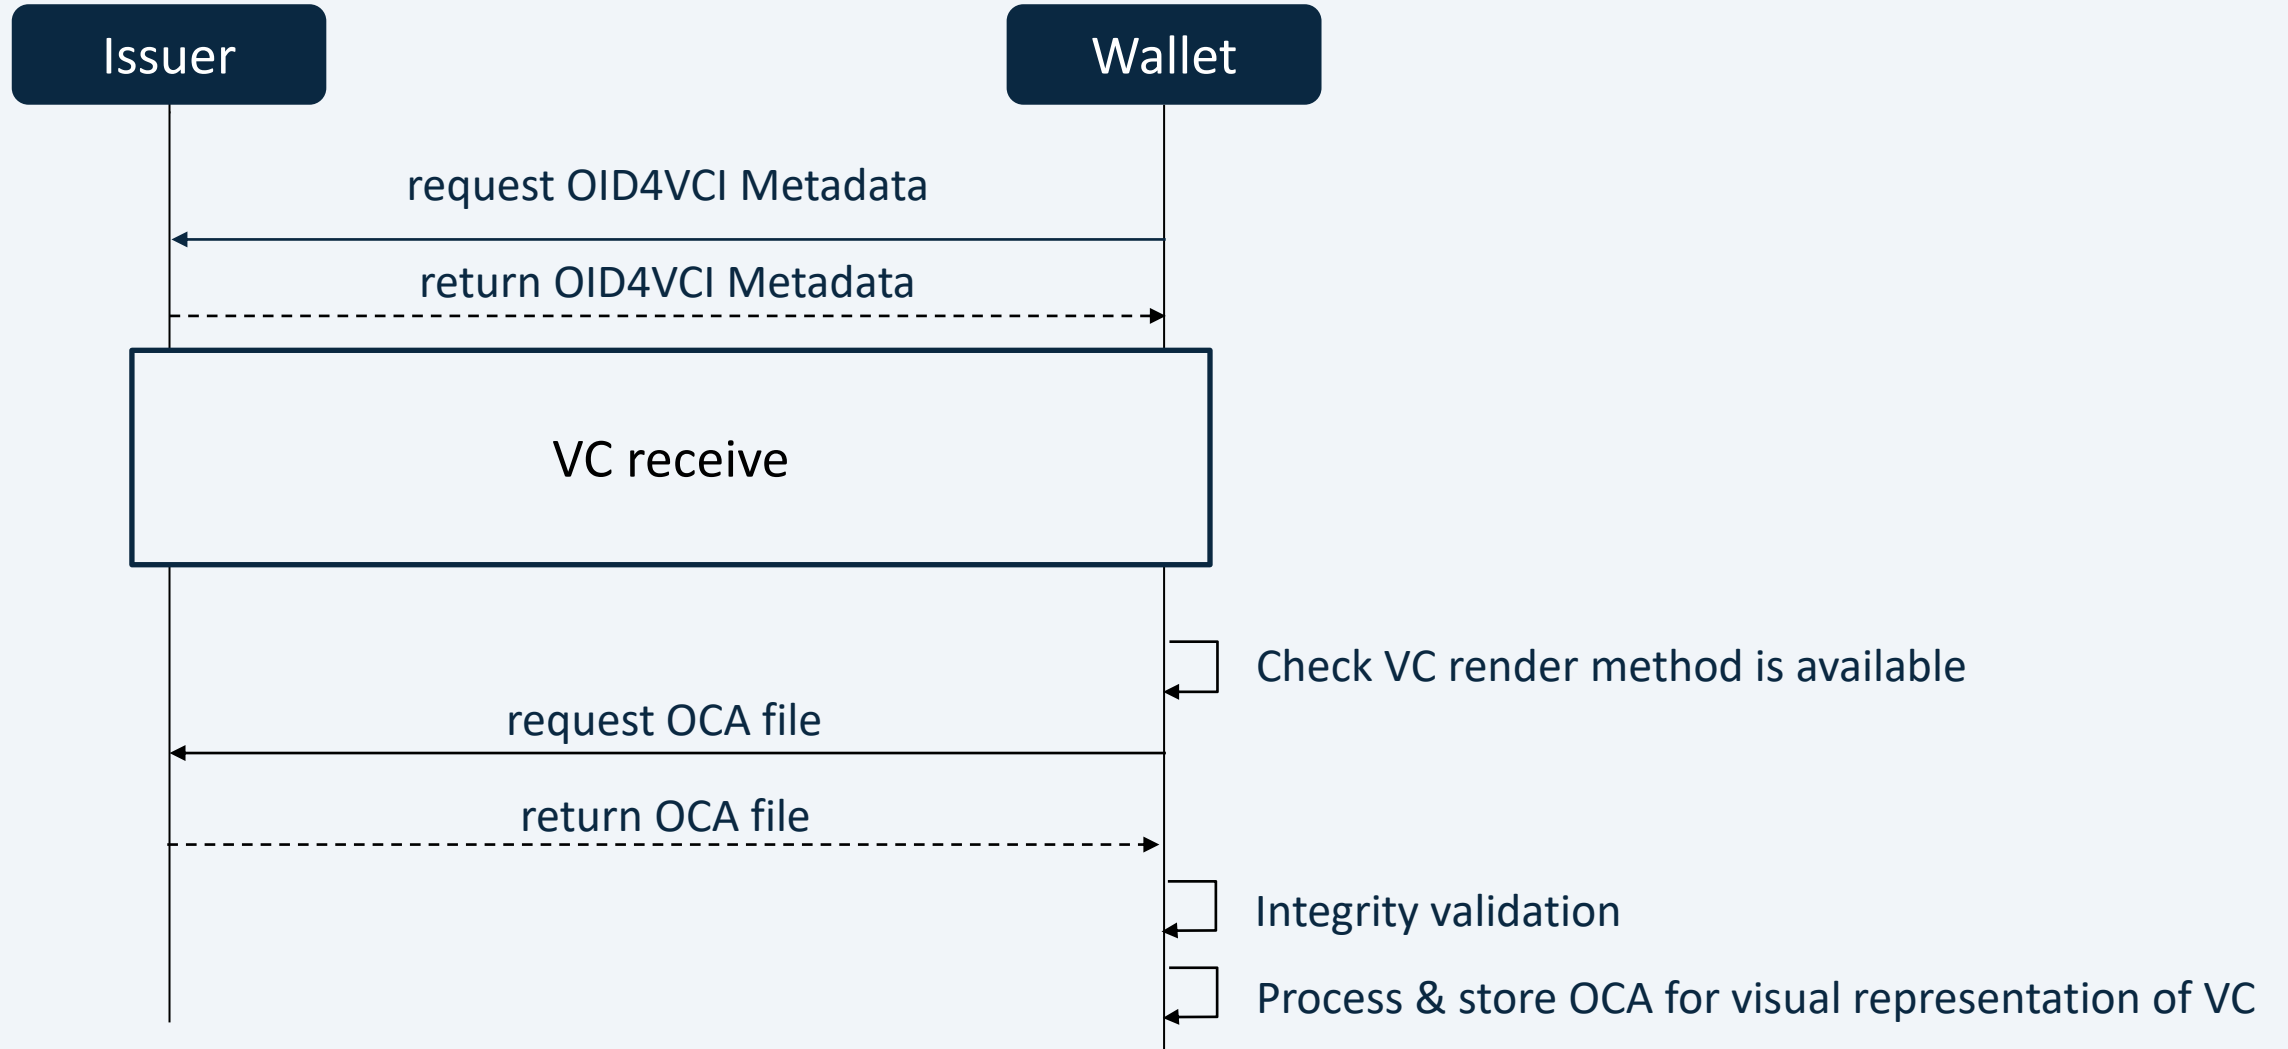 Issuer
Wallet
request OID4VCI Metadata
return OID4VCI Metadata
VC receive
Check VC render method is available
request OCA file
return OCA file
Integrity validation
Process & store OCA for visual representation of VC